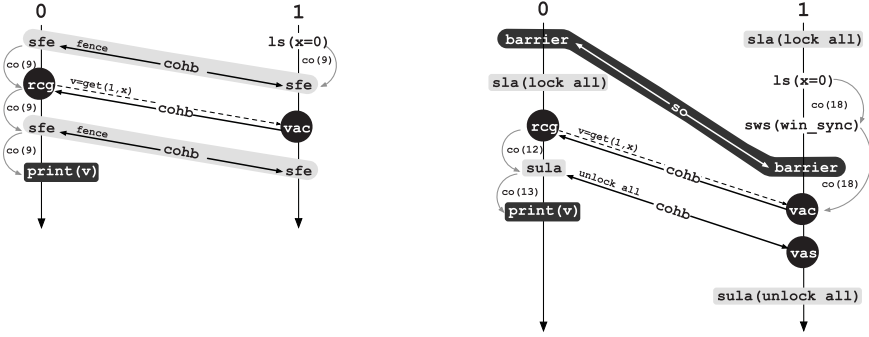 0 1
sfe
fence
cohb
ls(x=0)
co(9)
co(9)
sfe
rcg
v=get(1,x)
cohb
vac
co(9)
sfe
fence
cohb
co(9)
sfe
print(v)
0 1
barrier
sla(lock all)
sla(lock all)
ls(x=0)
so
co(18)
rcg
sws(win_sync)
v=get(1,x)
co(12)
cohb
sula
barrier
unlock all
co(18)
co(13)
print(v)
cohb
vac
vas
sula(unlock all)